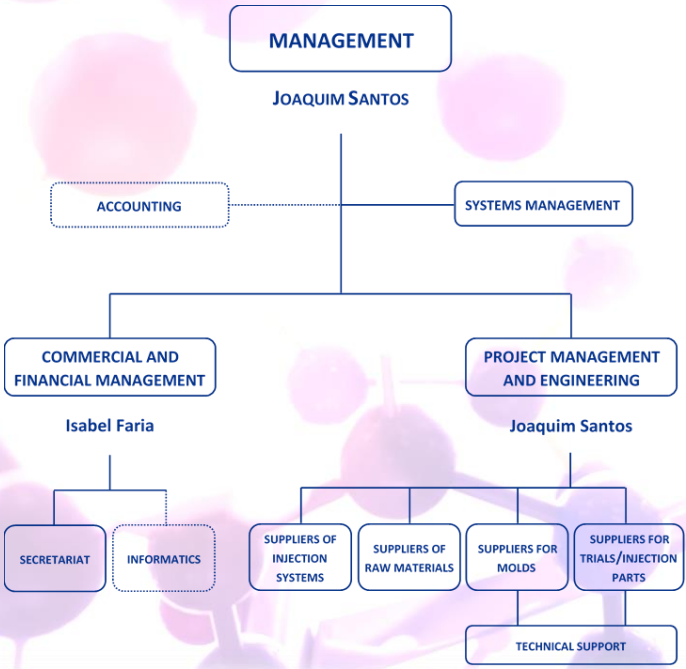 MANAGEMENT
JOAQUIM SANTOS
ACCOUNTING
SYSTEMS MANAGEMENT
COMMERCIAL AND
FINANCIAL MANAGEMENT
PROJECT MANAGEMENT
AND ENGINEERING
Isabel Faria
Joaquim Santos
SECRETARIAT
INFORMATICS
SUPPLIERS OF
INJECTION
SYSTEMS
SUPPLIERS OF
RAW MATERIALS
SUPPLIERS FOR
MOLDS
SUPPLIERS FOR
TRIALS/INJECTION
PARTS
TECHNICAL SUPPORT